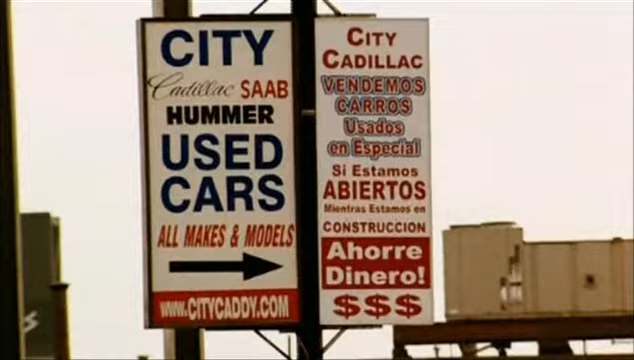 CITY
Cadillac SAAB
HUMMER
USED
CARS
ALL MAKES & MODELS
WWW.CITYCADDY.COM
CITY
CADILLAC
VENDEMOS
CARROS
Usados
en Especial
Si Estamos
ABIERTOS
Mientras Estamos en
CONSTRUCCION
Ahorre
Dinero!
$$$